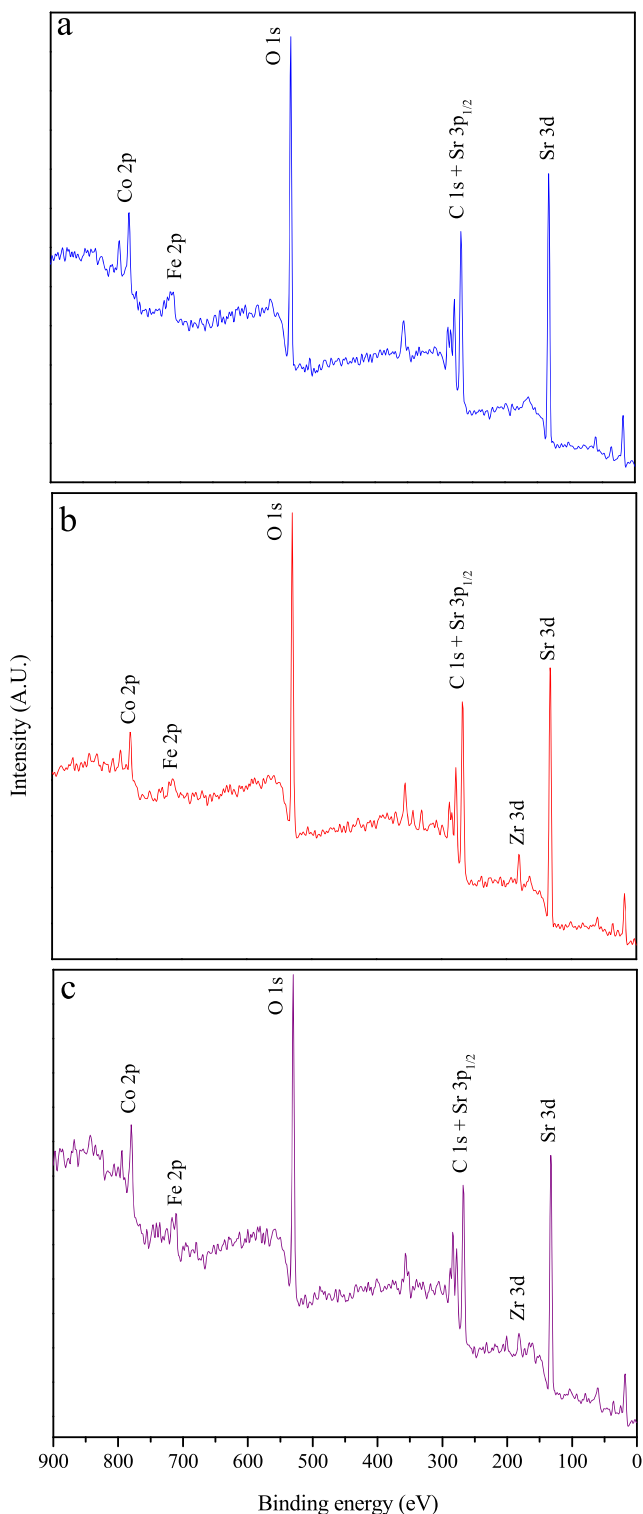 a
Co 2p
Fe 2p
O 1s
C 1s + Sr 3p1/2
Sr 3d
b
Co 2p
Fe 2p
O 1s
C 1s + Sr 3p1/2
Zr 3d
Sr 3d
c
Co 2p
Fe 2p
O 1s
C 1s + Sr 3p1/2
Zr 3d
Sr 3d
Intensity (A.U.)
900 800 700 600 500 400 300 200 100 0
Binding energy (eV)